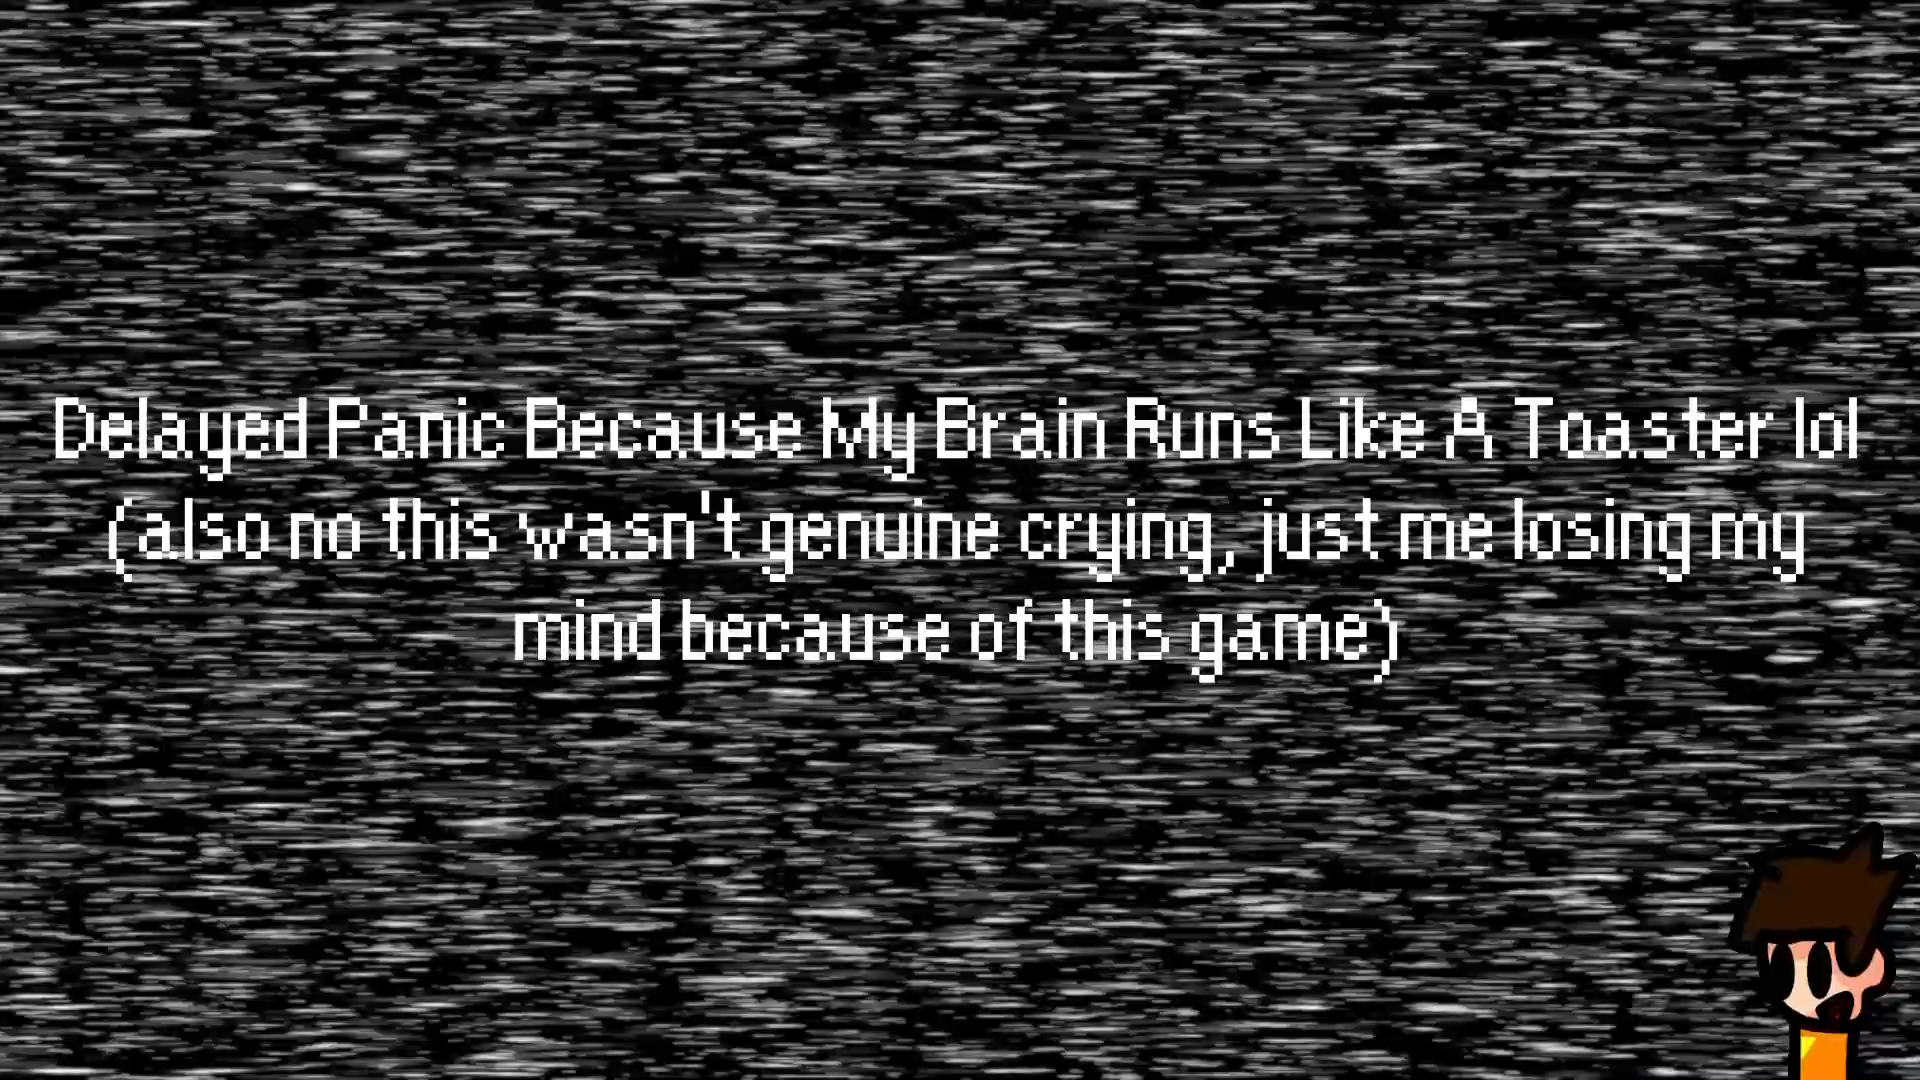 Delayed Panic Because My Brain Runs Like A Toaster lol
(also no this wasn't genuine crying, just me losing my
mind because of this game)